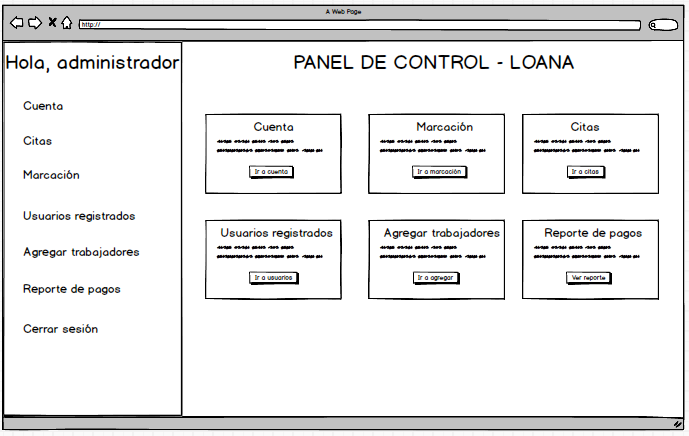 A Web Page
http://
Hola, administrador
PANEL DE CONTROL - LOANA
Cuenta
Citas
Marcación
Usuarios registrados
Agregar trabajadores
Reporte de pagos
Cerrar sesión
Cuenta
Ir a cuenta
Marcación
Ir a marcación
Citas
Ir a citas
Usuarios registrados
Ir a usuarios
Agregar trabajadores
Ir a agregar
Reporte de pagos
Ver reporte